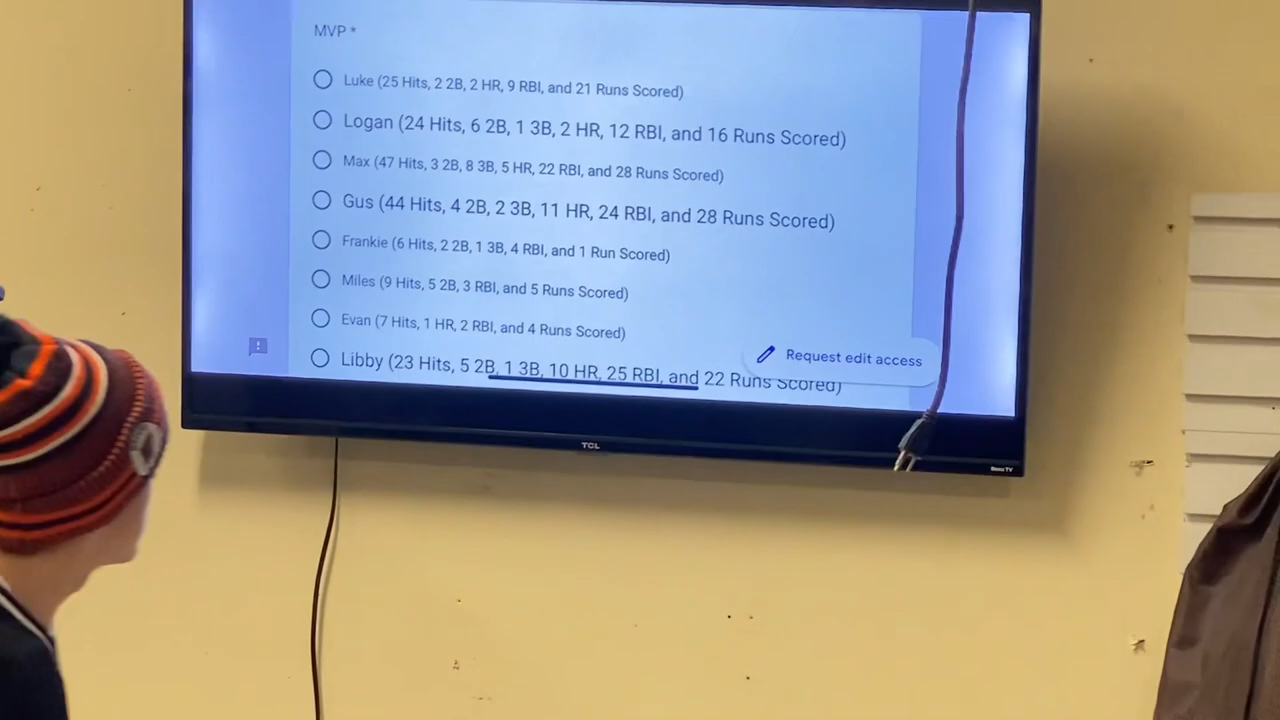 MVP *
Luke (25 Hits, 2 2B, 2 HR, 9 RBI, and 21 Runs Scored)
Logan (24 Hits, 6 2B, 1 3B, 2 HR, 12 RBI, and 16 Runs Scored)
Max (47 Hits, 3 2B, 8 3B, 5 HR, 22 RBI, and 28 Runs Scored)
Gus (44 Hits, 4 2B, 2 3B, 11 HR, 24 RBI, and 28 Runs Scored)
Frankie (6 Hits, 2 2B, 1 3B, 4 RBI, and 1 Run Scored)
Miles (9 Hits, 5 2B, 3 RBI, and 5 Runs Scored)
Evan (7 Hits, 1 HR, 2 RBI, and 4 Runs Scored)
Request edit access
Libby (23 Hits, 5 2B, 1 3B, 10 HR, 25 RBI, and 22 Runs Scored)
TCL
Roku TV